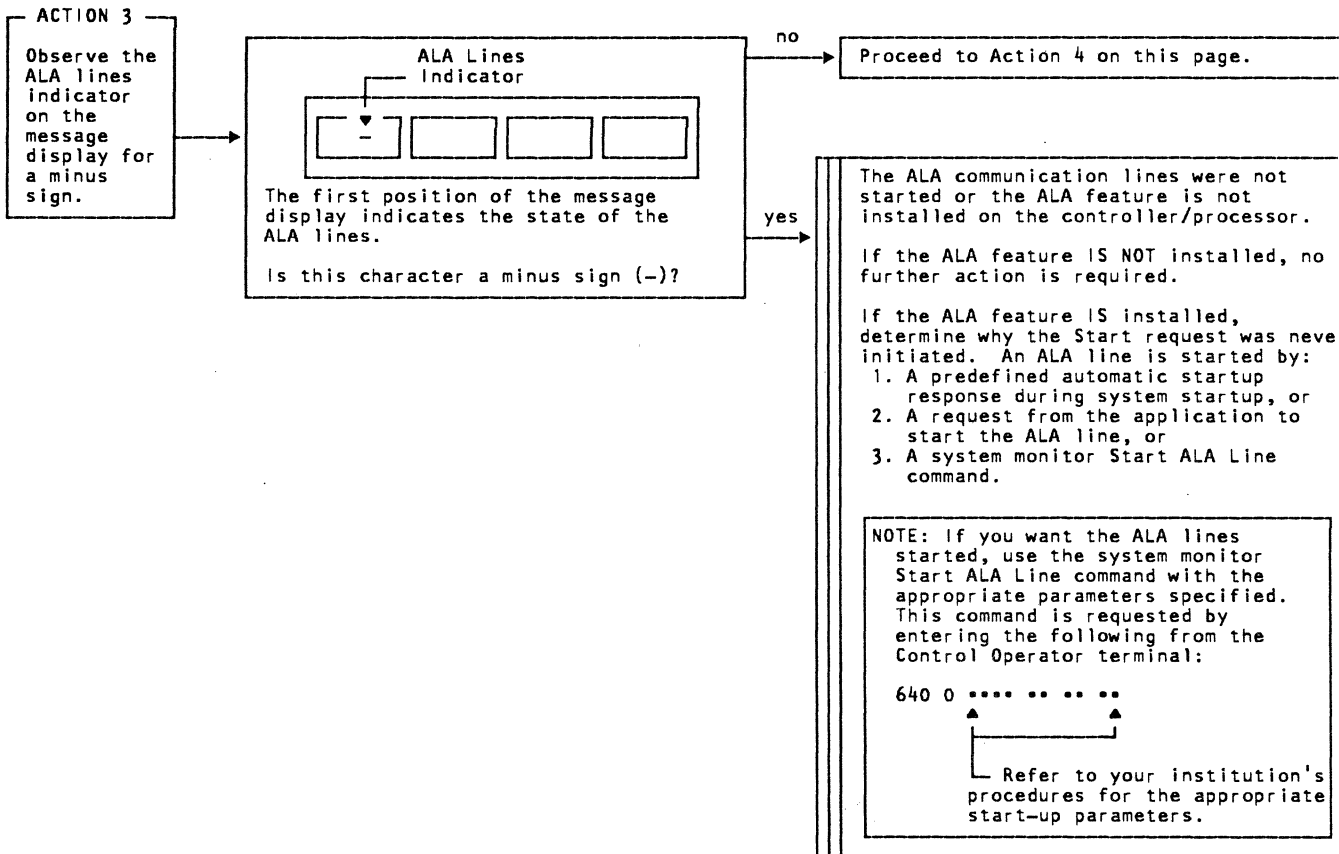 ACTION 3
Observe the
ALA lines
indicator
on the
message
display for
a minus
sign.
ALA Lines
Indicator
–
The first position of the message
display indicates the state of the
ALA lines.
Is this character a minus sign (–)?
no
Proceed to Action 4 on this page.
yes
The ALA communication lines were not
started or the ALA feature is not
installed on the controller/processor.
If the ALA feature IS NOT installed, no
further action is required.
If the ALA feature IS installed,
determine why the Start request was neve
initiated. An ALA line is started by:
1. A predefined automatic startup
response during system startup, or
2. A request from the application to
start the ALA line, or
3. A system monitor Start ALA Line
command.
NOTE: If you want the ALA lines
started, use the system monitor
Start ALA Line command with the
appropriate parameters specified.
This command is requested by
entering the following from the
Control Operator terminal:
640 0 ▪▪▪▪ ▪▪ ▪▪ ▪▪
Refer to your institution's
procedures for the appropriate
start-up parameters.